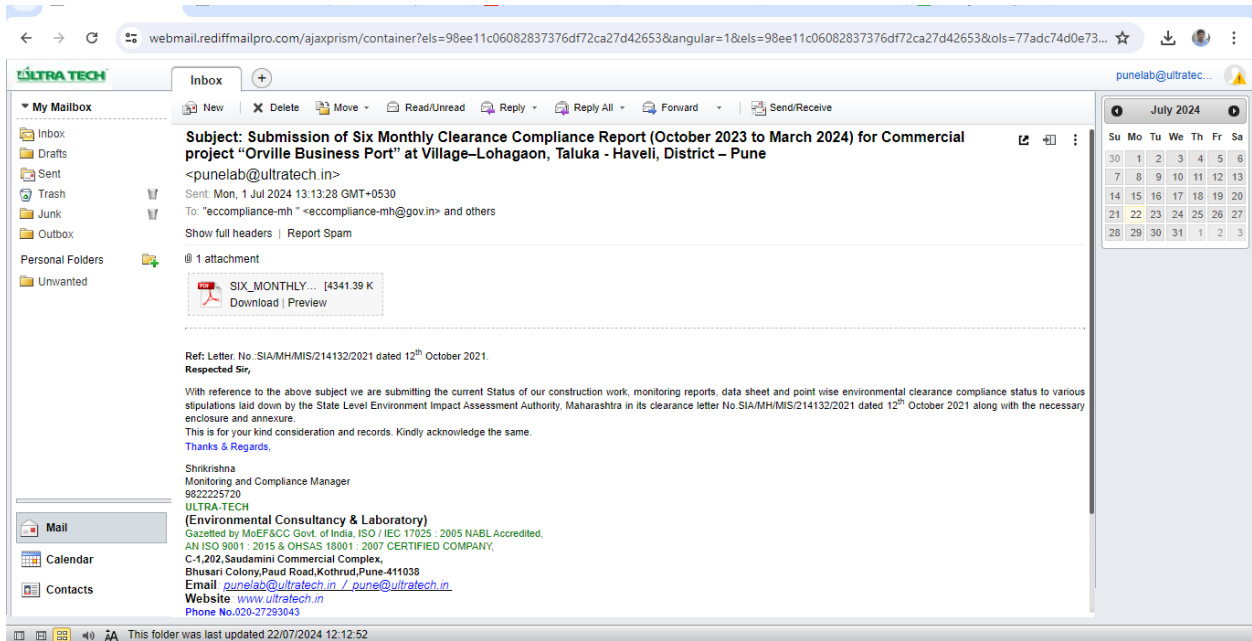 webmail.rediffmailpro.com/ajaxprism/container?els=98ee11c06082837376df72ca27d42653&angular=1&els=98ee11c06082837376df72ca27d42653&ols=77adc74d0e73...
ULTRA TECH
Inbox
punelab@ultratec...
My Mailbox
Inbox
Drafts
Sent
Trash
Junk
Outbox
Personal Folders
Unwanted
Mail
Calendar
Contacts
New Delete Move Read/Unread Reply Reply All Forward Send/Receive
Subject: Submission of Six Monthly Clearance Compliance Report (October 2023 to March 2024) for Commercial
project “Orville Business Port” at Village–Lohagaon, Taluka - Haveli, District – Pune
<punelab@ultratech.in>
Sent: Mon, 1 Jul 2024 13:13:28 GMT+0530
To: "eccompliance-mh " <eccompliance-mh@gov.in> and others
Show full headers | Report Spam
1 attachment
PDF
SIX_MONTHLY... [4341.39 K
Download | Preview
Ref: Letter. No.:SIA/MH/MIS/214132/2021 dated 12th October 2021.
Respected Sir,
With reference to the above subject we are submitting the current Status of our construction work, monitoring reports, data sheet and point wise environmental clearance compliance status to various
stipulations laid down by the State Level Environment Impact Assessment Authority, Maharashtra in its clearance letter No.SIA/MH/MIS/214132/2021 dated 12th October 2021 along with the necessary
enclosure and annexure.
This is for your kind consideration and records. Kindly acknowledge the same.
Thanks & Regards,
Shrikrishna
Monitoring and Compliance Manager
9822225720
ULTRA-TECH
(Environmental Consultancy & Laboratory)
Gazetted by MoEF&CC Govt. of India, ISO / IEC 17025 : 2005 NABL Accredited,
AN ISO 9001 : 2015 & OHSAS 18001 : 2007 CERTIFIED COMPANY,
C-1,202,Saudamini Commercial Complex,
Bhusari Colony,Paud Road,Kothrud,Pune-411038
Email: punelab@ultratech.in / pune@ultratech.in
Website: www.ultratech.in
Phone No.020-27293043
July 2024
Su Mo Tu We Th Fr Sa
30 1 2 3 4 5 6
7 8 9 10 11 12 13
14 15 16 17 18 19 20
21 22 23 24 25 26 27
28 29 30 31 1 2 3
This folder was last updated 22/07/2024 12:12:52